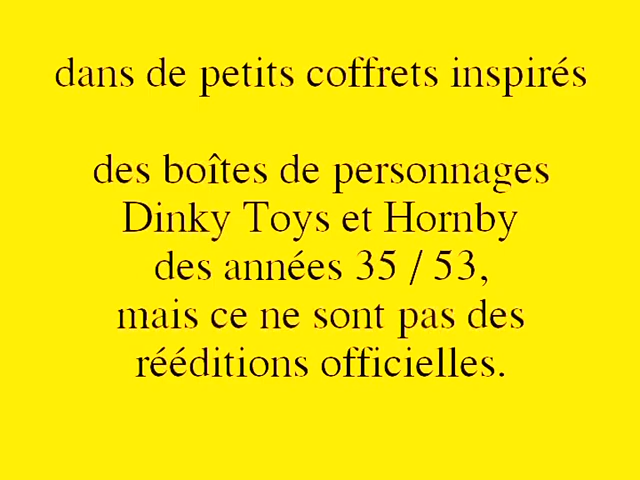 dans de petits coffrets inspirés
des boîtes de personnages
Dinky Toys et Hornby
des années 35 / 53,
mais ce ne sont pas des
rééditions officielles.